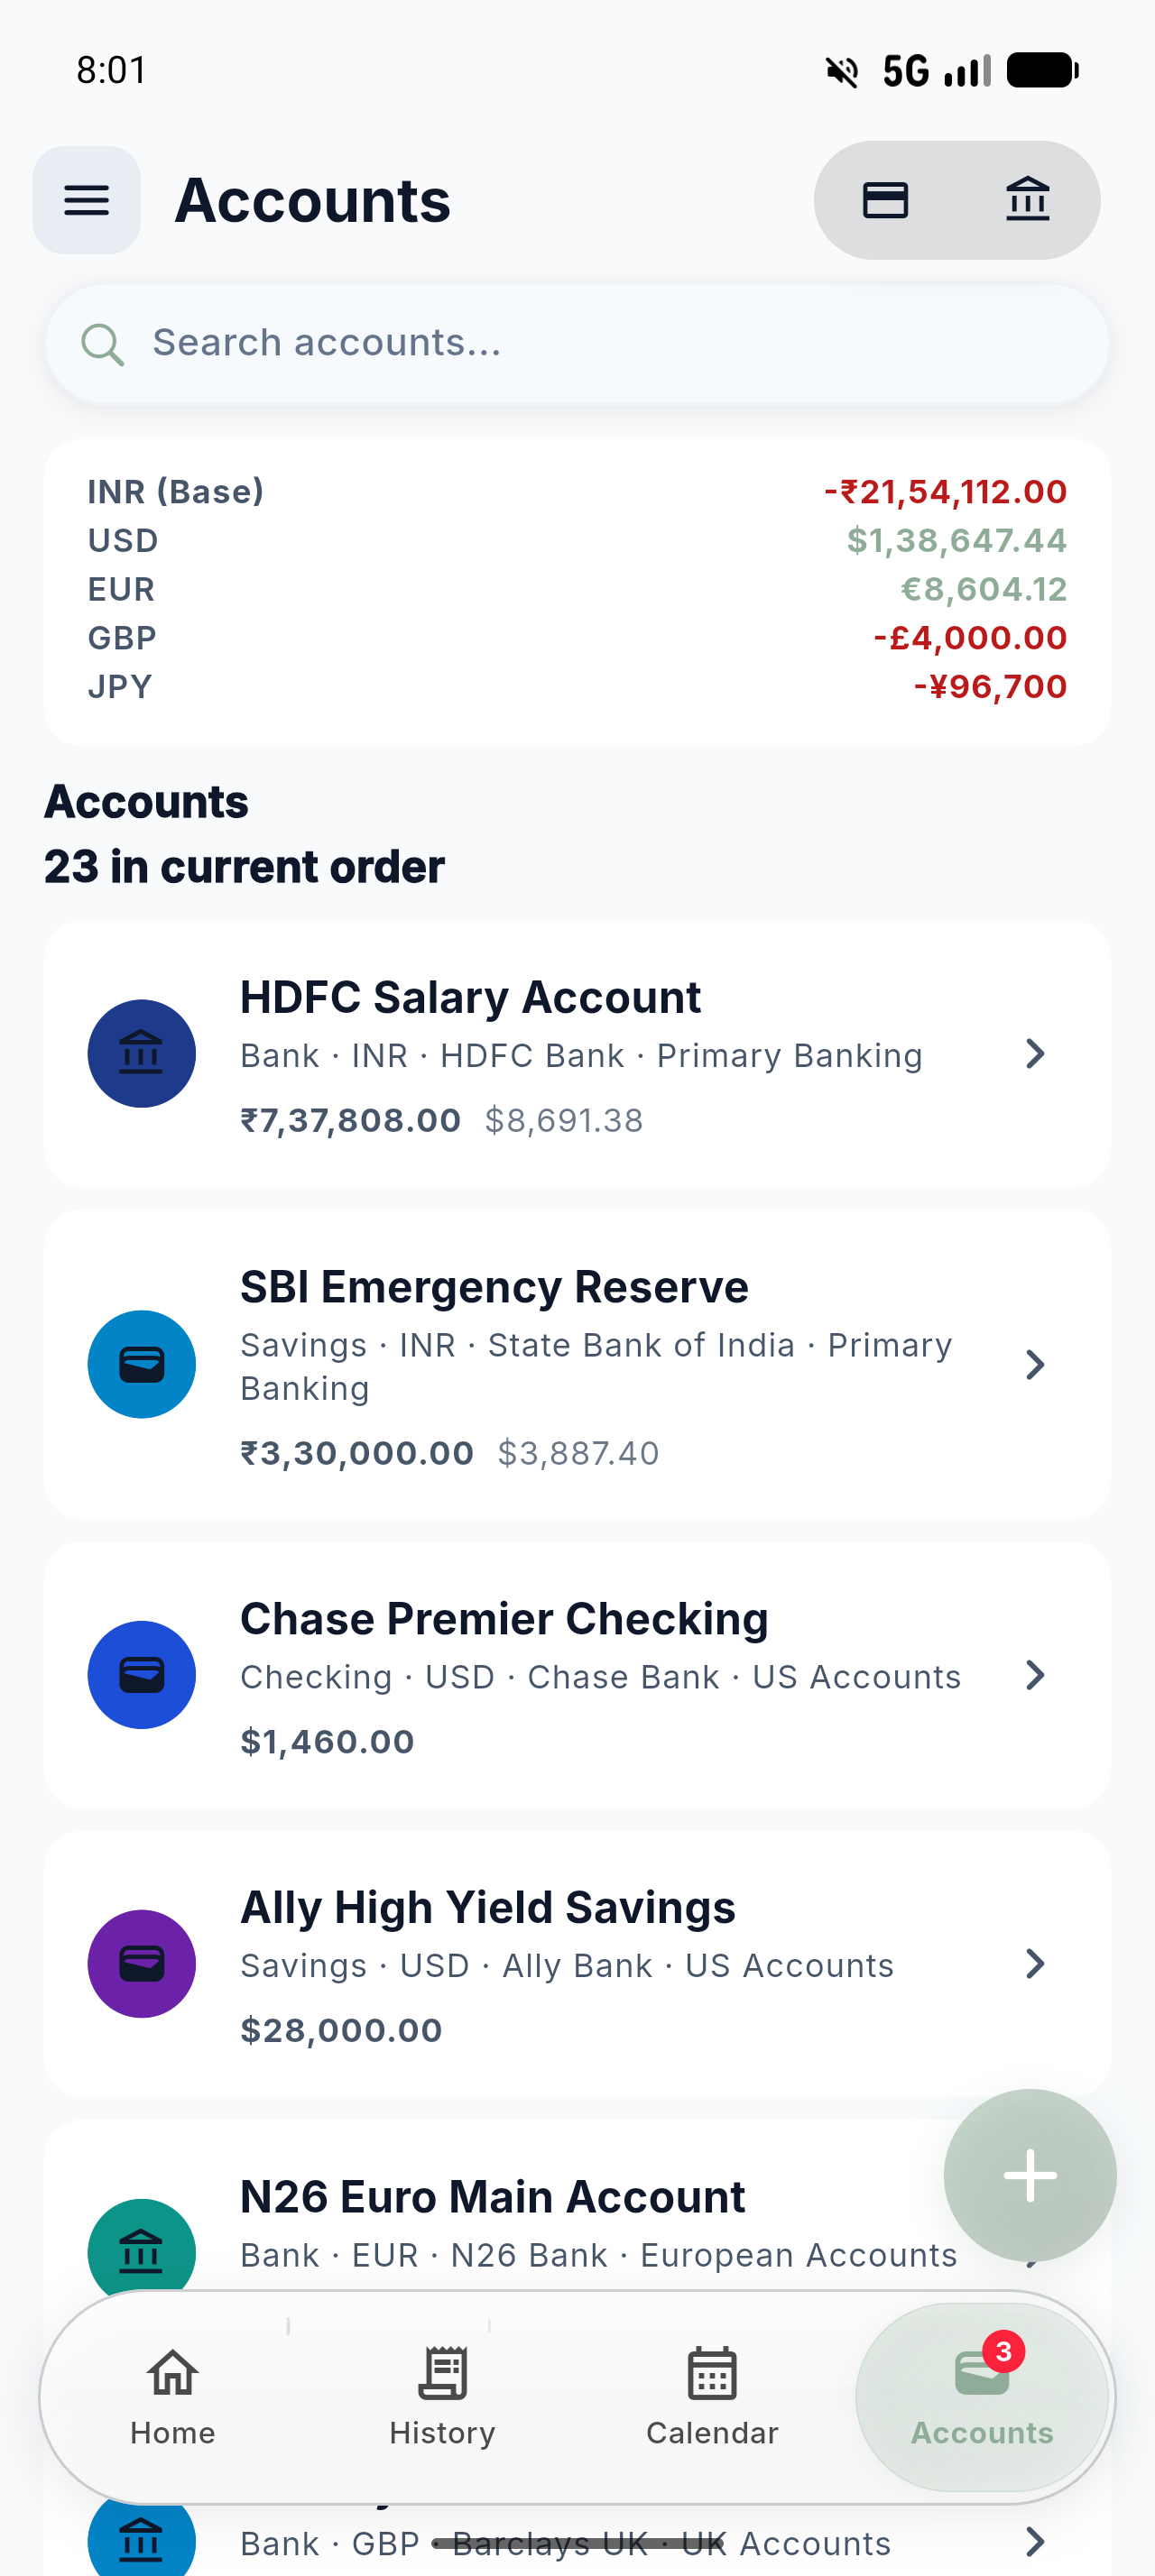 8:01
5G
Accounts
Search accounts...
INR (Base) -₹21,54,112.00
USD $1,38,647.44
EUR €8,604.12
GBP -£4,000.00
JPY -¥96,700
Accounts
23 in current order
HDFC Salary Account
Bank · INR · HDFC Bank · Primary Banking
₹7,37,808.00 $8,691.38
SBI Emergency Reserve
Savings · INR · State Bank of India · Primary
Banking
₹3,30,000.00 $3,887.40
Chase Premier Checking
Checking · USD · Chase Bank · US Accounts
$1,460.00
Ally High Yield Savings
Savings · USD · Ally Bank · US Accounts
$28,000.00
N26 Euro Main Account
Bank · EUR · N26 Bank · European Accounts
3
Home History Calendar Accounts
Bank · GBP · Barclays UK · UK Accounts